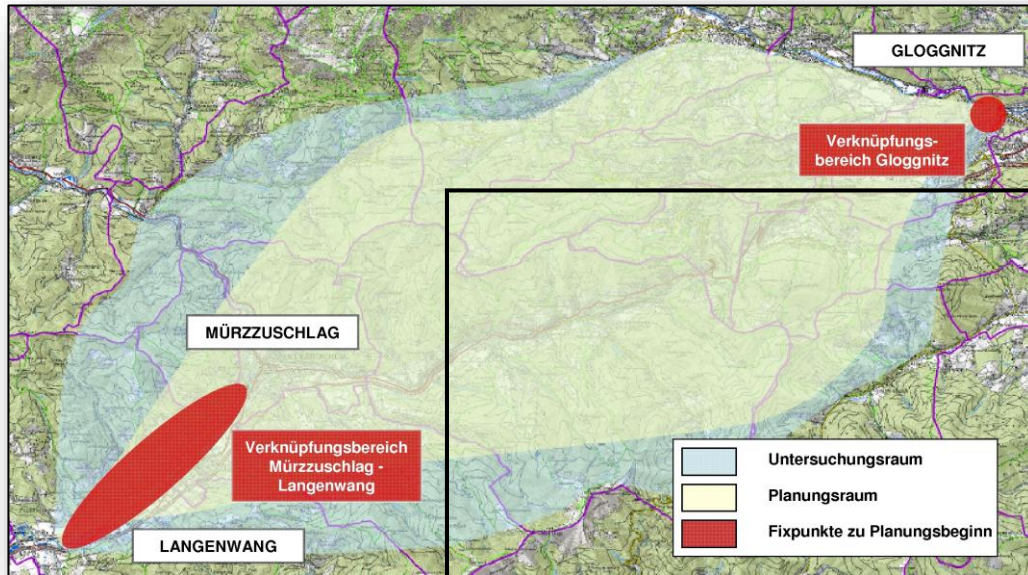 GLOGGNITZ
Verknüpfungs-
bereich Gloggnitz
MÜRZZUSCHLAG
Verknüpfungsbereich
Mürzzuschlag -
Langenwang
LANGENWANG
Untersuchungsraum
Planungsraum
Fixpunkte zu Planungsbeginn